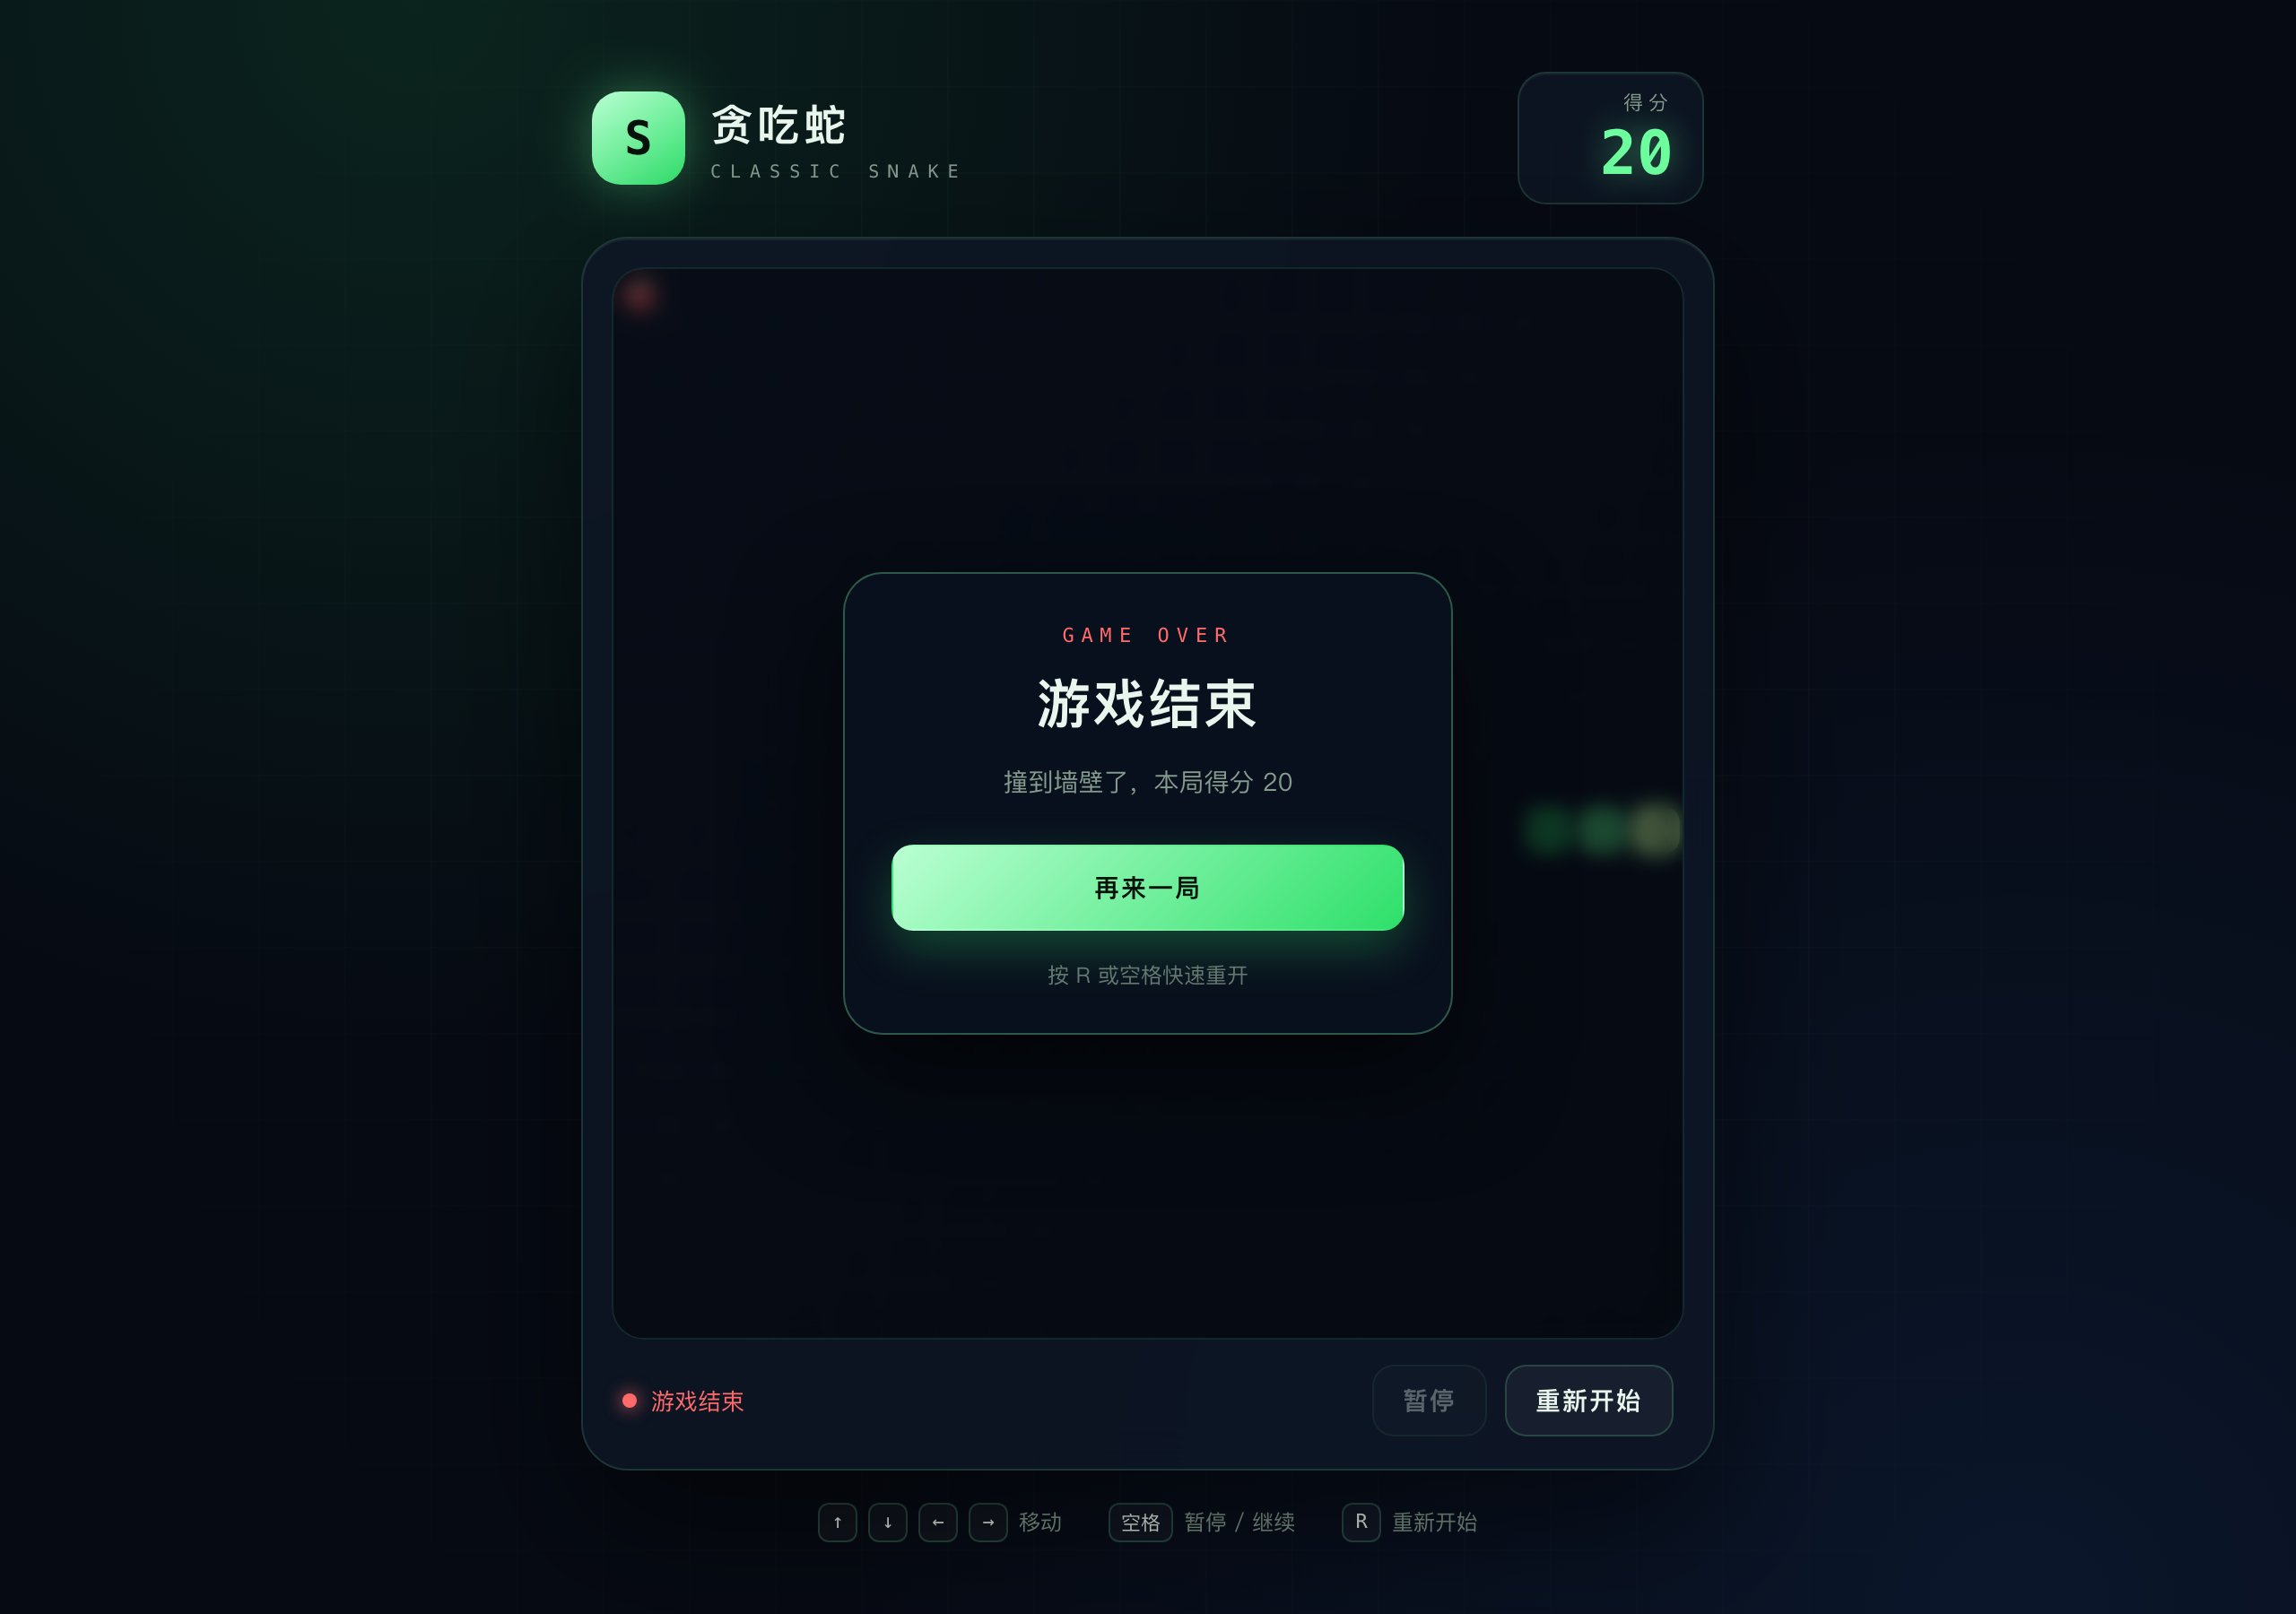 S
贪吃蛇
CLASSIC SNAKE
得分
20
GAME OVER
游戏结束
撞到墙壁了，本局得分 20
再来一局
按 R 或空格快速重开
游戏结束
暂停
重新开始
↑ ↓ ← → 移动 空格 暂停 / 继续 R 重新开始